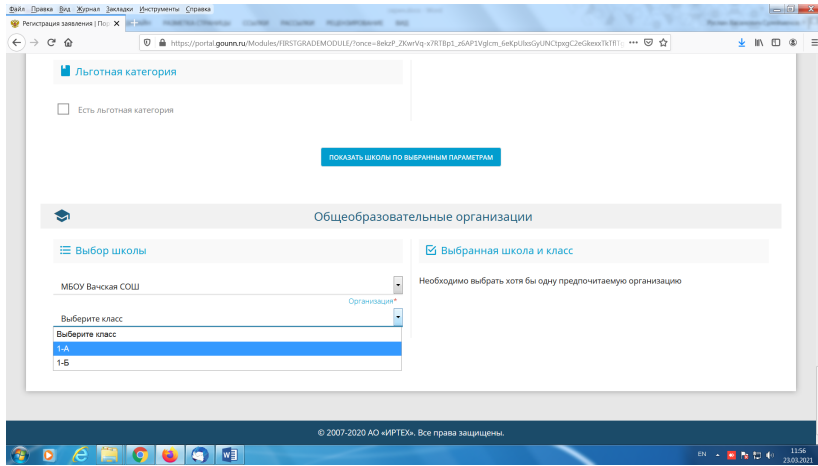 Файл Правка Вид Журнал Закладки Инструменты Справка
Регистрация заявления | Пор
https://portal.gounn.ru/Modules/FIRSTGRADEMODULE/?once=
Льготная категория
Есть льготная категория
ПОКАЗАТЬ ШКОЛЫ ПО ВЫБРАННЫМ ПАРАМЕТРАМ
Общеобразовательные организации
Выбор школы
Выбранная школа и класс
МБОУ Вачская СОШ
Необходимо выбрать хотя бы одну предпочитаемую организацию
Организация*
Выберите класс
Выберите класс
1-А
1-Б
© 2007-2020 АО «ИРТЕХ». Все права защищены.
EN
11:56
23.03.2021